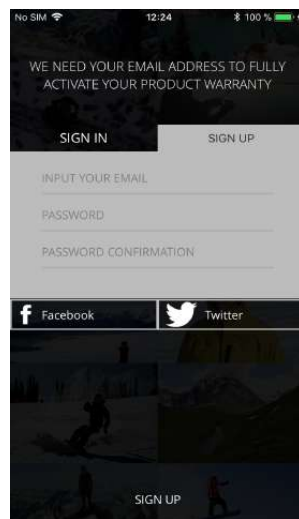 No SIM 12:24 100 %
WE NEED YOUR EMAIL ADDRESS TO FULLY
ACTIVATE YOUR PRODUCT WARRANTY
SIGN IN SIGN UP
INPUT YOUR EMAIL
PASSWORD
PASSWORD CONFIRMATION
f Facebook Twitter
SIGN UP